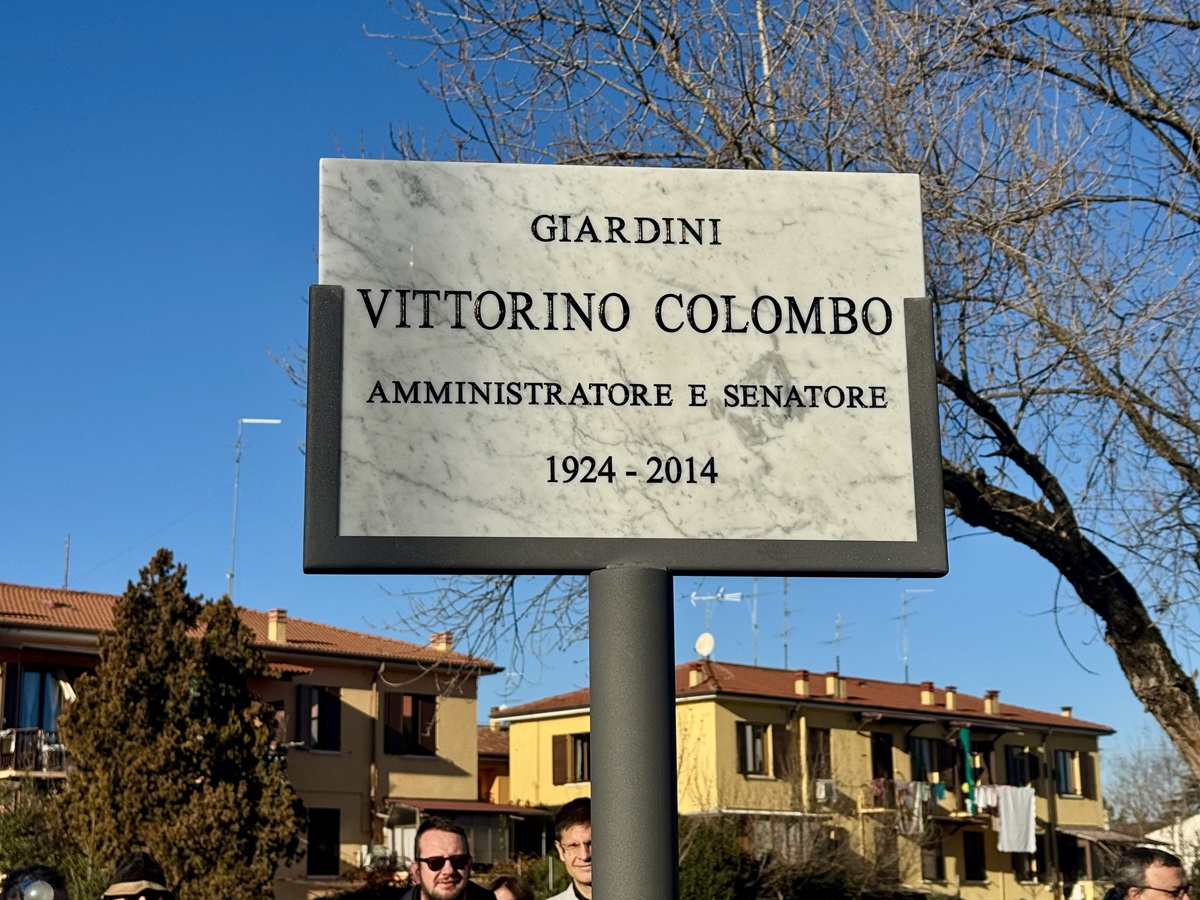 GIARDINI
VITTORINO COLOMBO
AMMINISTRATORE E SENATORE
1924 - 2014